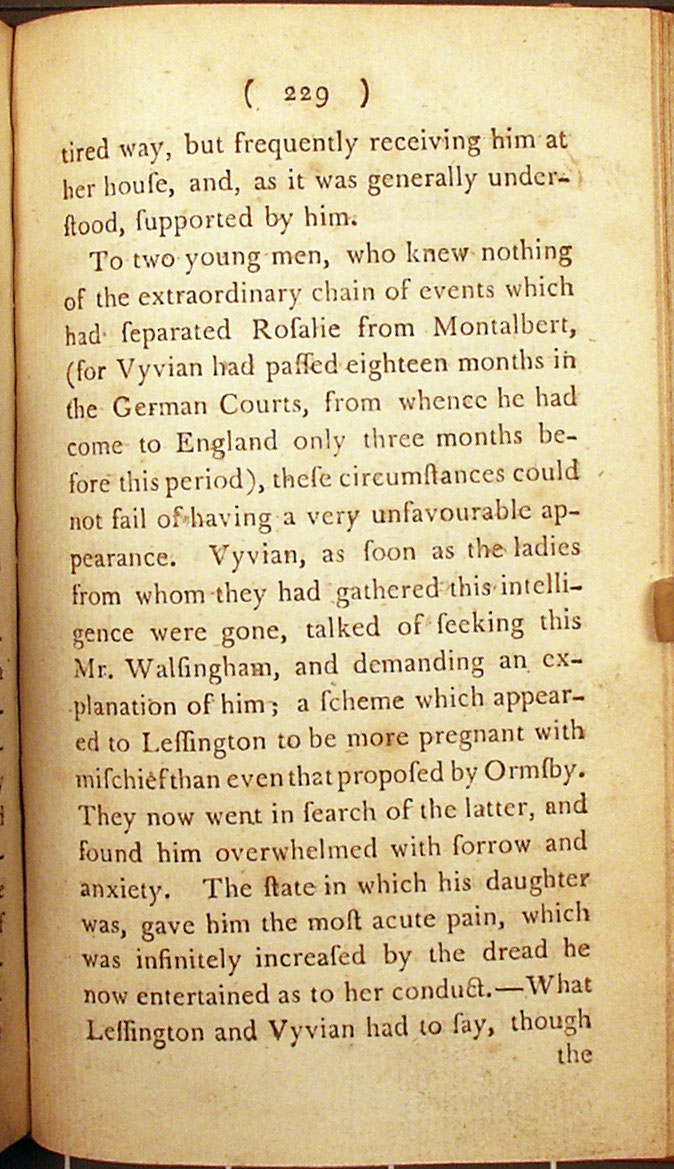 ( 229 )
tired way, but frequently receiving him at
her houſe, and, as it was generally under-
ſtood, ſupported by him.
To two young men, who knew nothing
of the extraordinary chain of events which
had ſeparated Roſalie from Montalbert,
(for Vyvian had paſſed eighteen months in
the German Courts, from whence he had
come to England only three months be-
fore this period), theſe circumſtances could
not fail of having a very unfavourable ap-
pearance. Vyvian, as ſoon as the ladies
from whom they had gathered this intelli-
gence were gone, talked of ſeeking this
Mr. Walſingham, and demanding an ex-
planation of him; a ſcheme which appear-
ed to Leſſington to be more pregnant with
miſchief than even that propoſed by Ormſby.
They now went in ſearch of the latter, and
found him overwhelmed with ſorrow and
anxiety. The ſtate in which his daughter
was, gave him the moſt acute pain, which
was infinitely increaſed by the dread he
now entertained as to her conduct.—What
Leſſington and Vyvian had to ſay, though
the